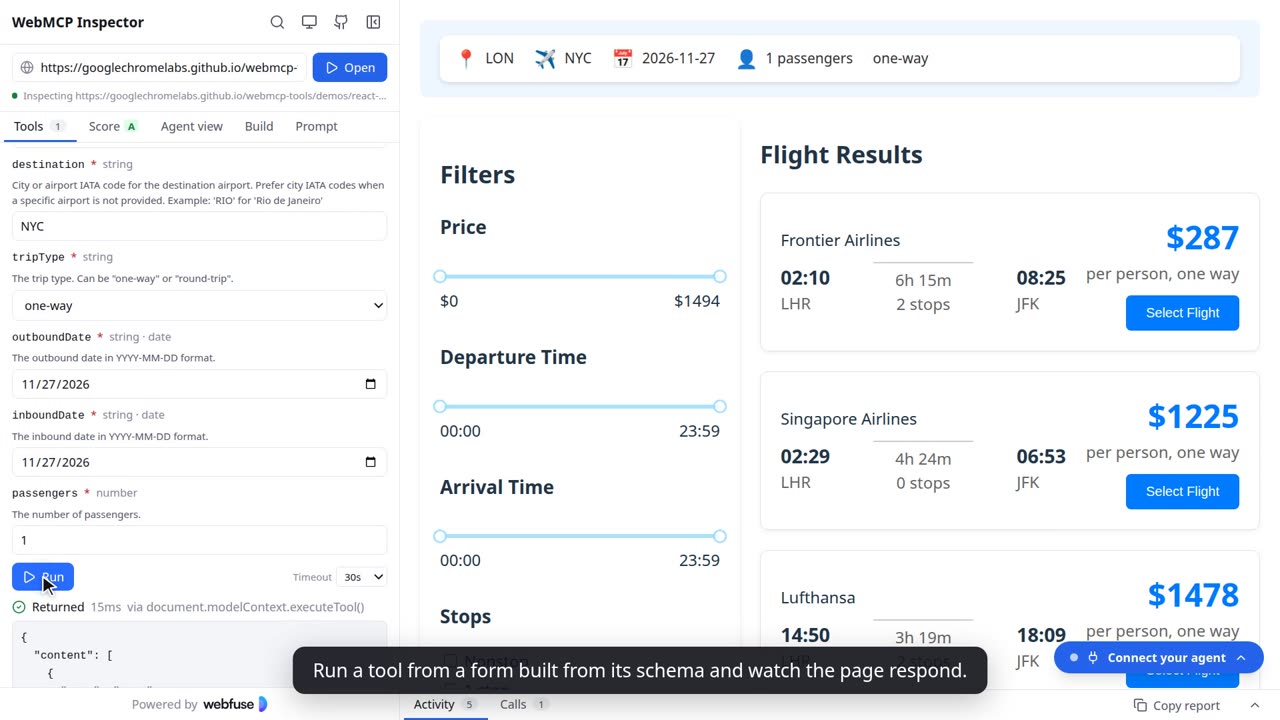 WebMCP Inspector
https://googlechromelabs.github.io/webmcp-
Open
Inspecting https://googlechromelabs.github.io/webmcp-tools/demos/react-...
Tools 1
Score A
Agent view
Build
Prompt
destination * string
City or airport IATA code for the destination airport. Prefer city IATA codes when
a specific airport is not provided. Example: 'RIO' for 'Rio de Janeiro'
NYC
tripType * string
The trip type. Can be "one-way" or "round-trip".
one-way
outboundDate * string · date
The outbound date in YYYY-MM-DD format.
11/27/2026
inboundDate * string · date
The inbound date in YYYY-MM-DD format.
11/27/2026
passengers * number
The number of passengers.
1
Run
Timeout 30s
Returned 15ms via document.modelContext.executeTool()
{
"content": [
{
Powered by webfuse
LON
NYC
2026-11-27
1 passengers
one-way
Filters
Price
$0 $1494
Departure Time
00:00 23:59
Arrival Time
00:00 23:59
Stops
Flight Results
Frontier Airlines
$287
per person, one way
02:10 6h 15m 08:25
LHR 2 stops JFK
Select Flight
Singapore Airlines
$1225
per person, one way
02:29 4h 24m 06:53
LHR 0 stops JFK
Select Flight
Lufthansa
$1478
per person, one way
14:50 3h 19m 18:09
LHR JFK
Connect your agent
Run a tool from a form built from its schema and watch the page respond.
Activity 5
Calls 1
Copy report